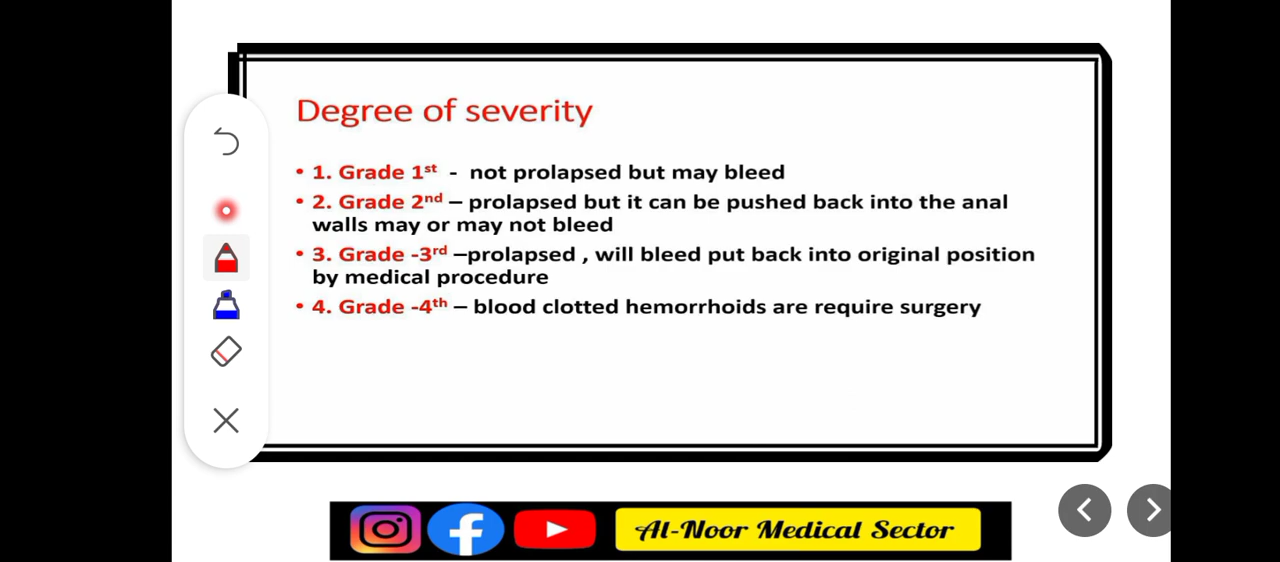 Degree of severity
• 1. Grade 1st - not prolapsed but may bleed
• 2. Grade 2nd – prolapsed but it can be pushed back into the anal
walls may or may not bleed
• 3. Grade -3rd –prolapsed , will bleed put back into original position
by medical procedure
• 4. Grade -4th – blood clotted hemorrhoids are require surgery
Al-Noor Medical Sector